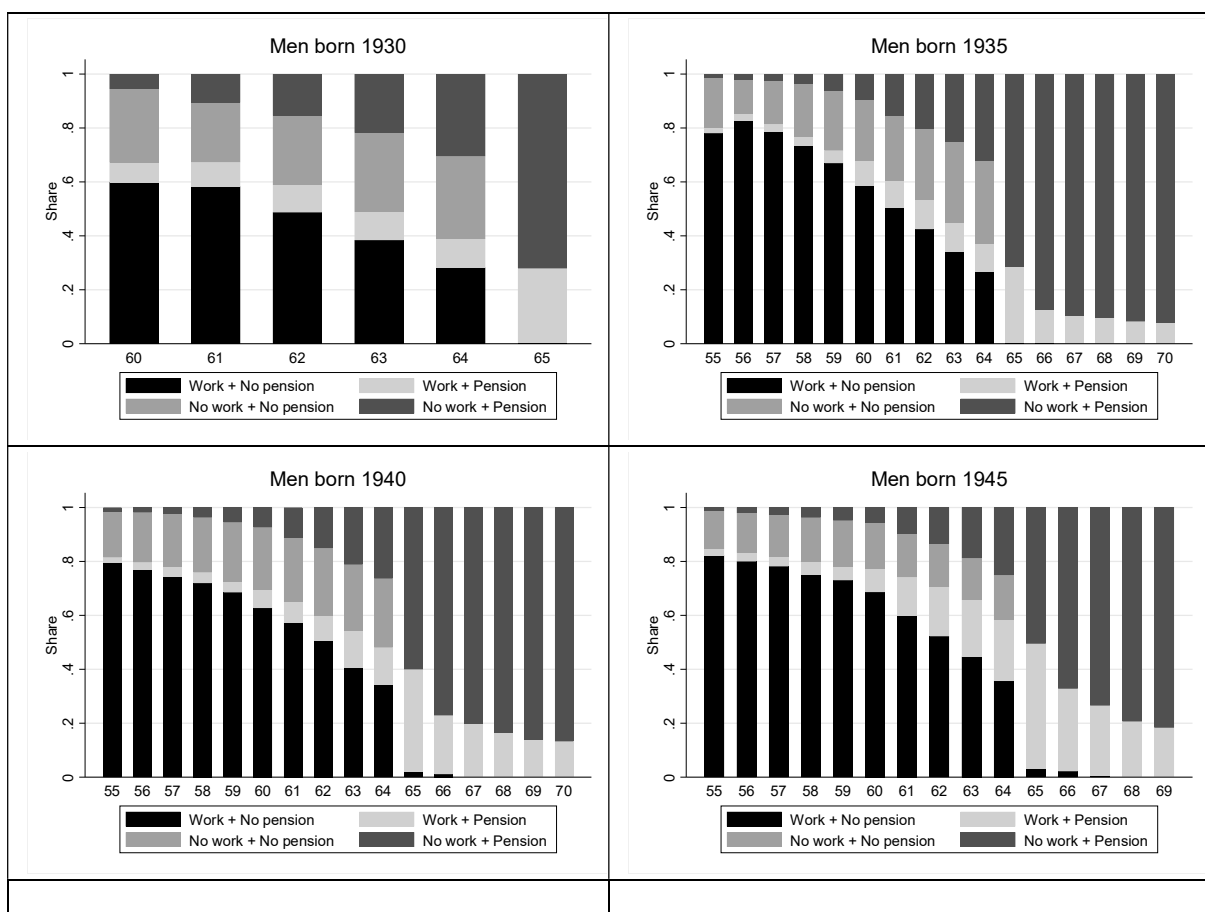 Men born 1930
1
.8
.6
.4
.2
0
Share
60 61 62 63 64 65
Work + No pension Work + Pension
No work + No pension No work + Pension
Men born 1935
1
.8
.6
.4
.2
0
Share
55 56 57 58 59 60 61 62 63 64 65 66 67 68 69 70
Work + No pension Work + Pension
No work + No pension No work + Pension
Men born 1940
1
.8
.6
.4
.2
0
Share
55 56 57 58 59 60 61 62 63 64 65 66 67 68 69 70
Work + No pension Work + Pension
No work + No pension No work + Pension
Men born 1945
1
.8
.6
.4
.2
0
Share
55 56 57 58 59 60 61 62 63 64 65 66 67 68 69
Work + No pension Work + Pension
No work + No pension No work + Pension